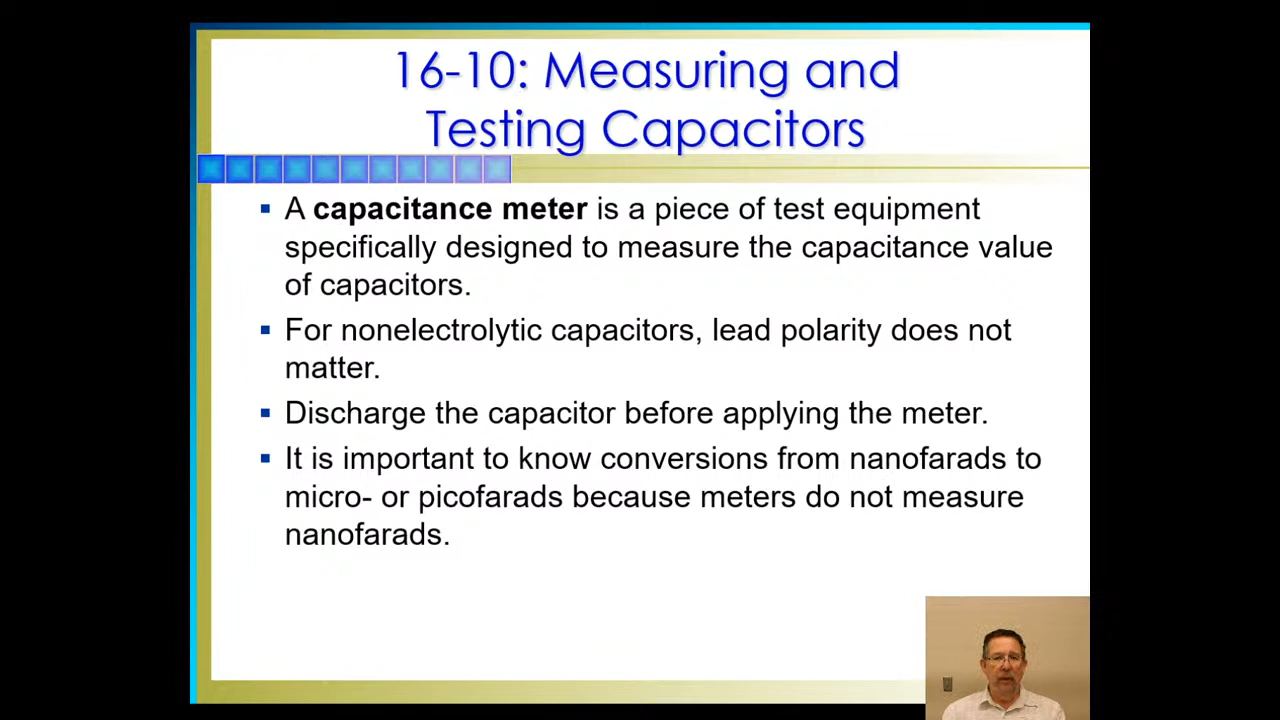 16-10: Measuring and
Testing Capacitors
▪ A capacitance meter is a piece of test equipment
specifically designed to measure the capacitance value
of capacitors.
▪ For nonelectrolytic capacitors, lead polarity does not
matter.
▪ Discharge the capacitor before applying the meter.
▪ It is important to know conversions from nanofarads to
micro- or picofarads because meters do not measure
nanofarads.